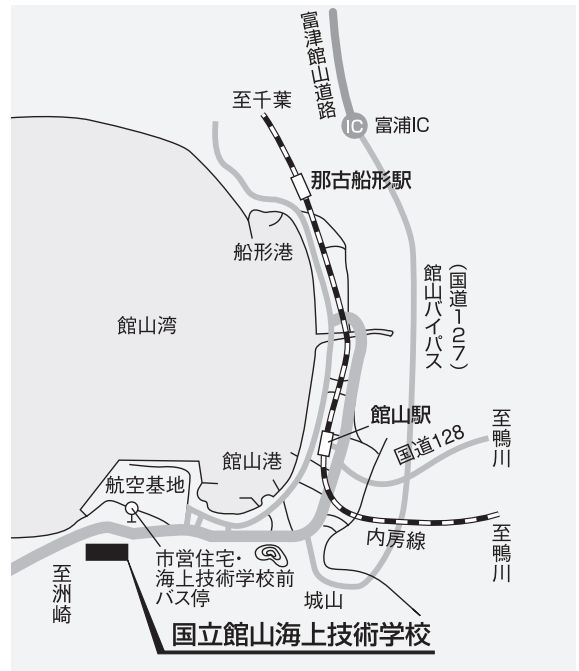 富津館山道路
至千葉
IC
富浦IC
那古船形駅
船形港
館山湾
（国道１２７）
館山バイパス
館山駅
至鴨川
国道128
館山港
航空基地
内房線
至鴨川
市営住宅・
海上技術学校前
バス停
至洲崎
城山
国立館山海上技術学校